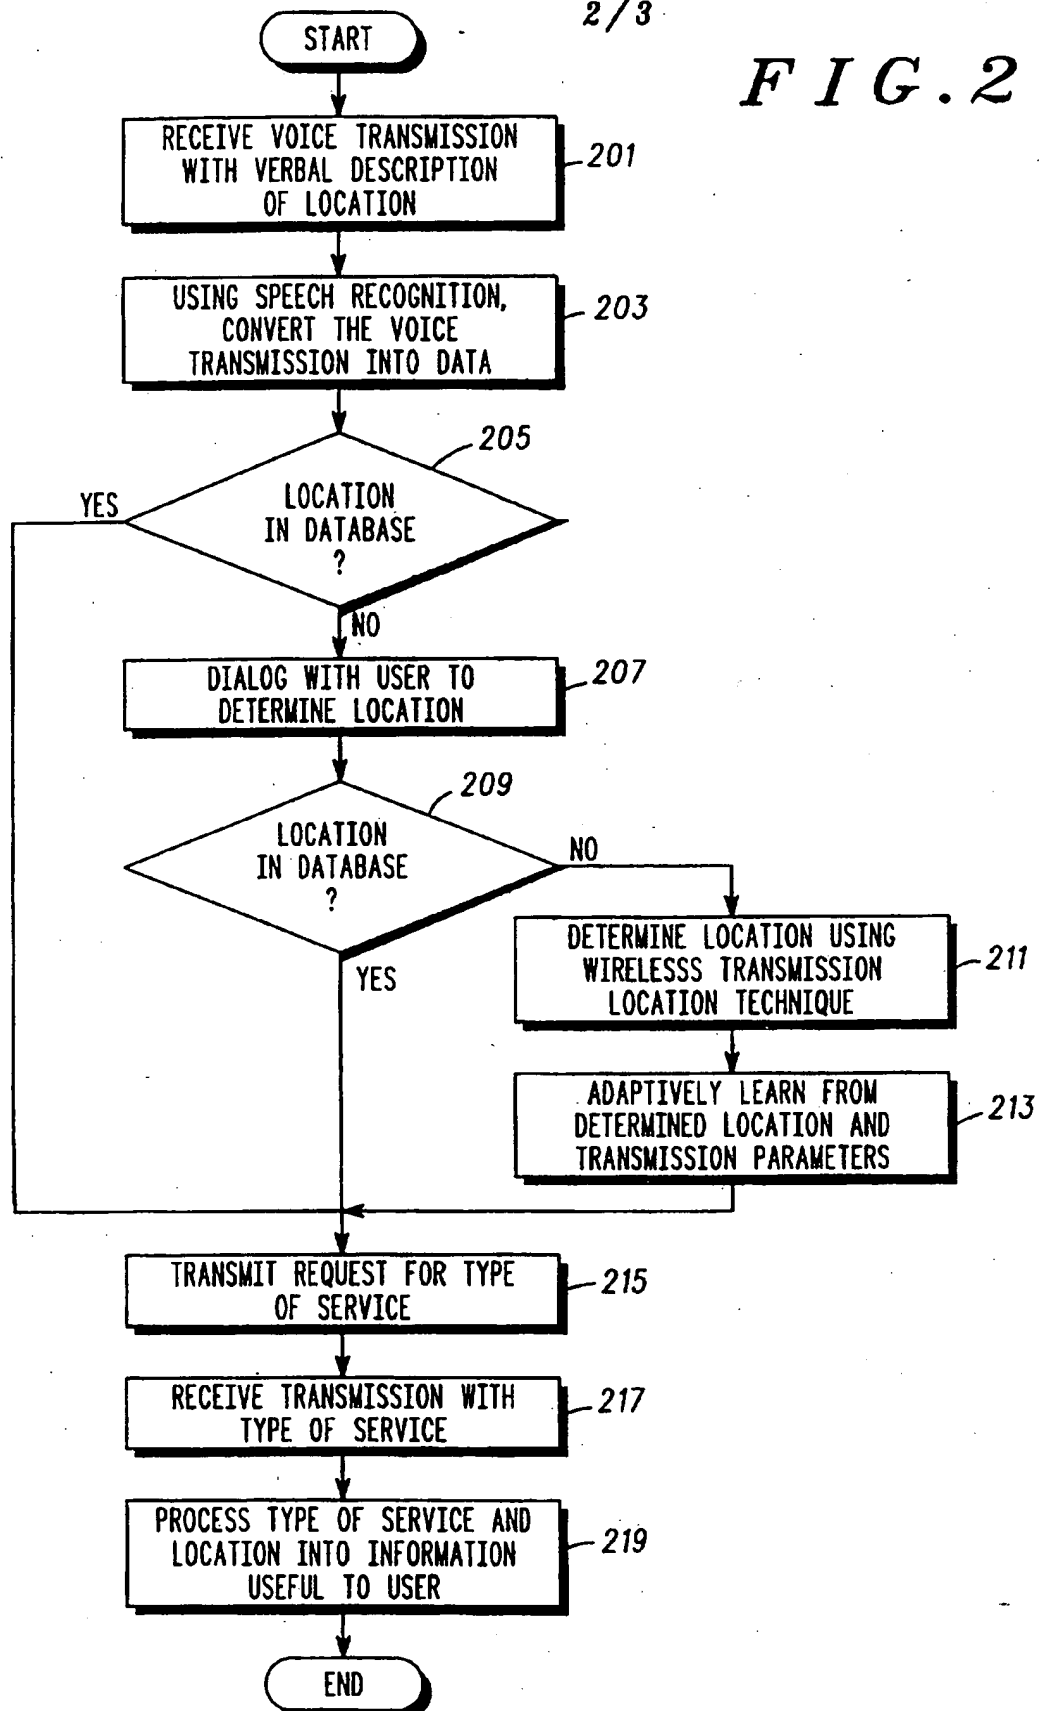 2/3
FIG.2
START
RECEIVE VOICE TRANSMISSION
WITH VERBAL DESCRIPTION
OF LOCATION
201
USING SPEECH RECOGNITION,
CONVERT THE VOICE
TRANSMISSION INTO DATA
203
205
LOCATION
IN DATABASE
?
YES
NO
DIALOG WITH USER TO
DETERMINE LOCATION
207
209
LOCATION
IN DATABASE
?
NO
YES
DETERMINE LOCATION USING
WIRELESSS TRANSMISSION
LOCATION TECHNIQUE
211
ADAPTIVELY LEARN FROM
DETERMINED LOCATION AND
TRANSMISSION PARAMETERS
213
TRANSMIT REQUEST FOR TYPE
OF SERVICE
215
RECEIVE TRANSMISSION WITH
TYPE OF SERVICE
217
PROCESS TYPE OF SERVICE AND
LOCATION INTO INFORMATION
USEFUL TO USER
219
END